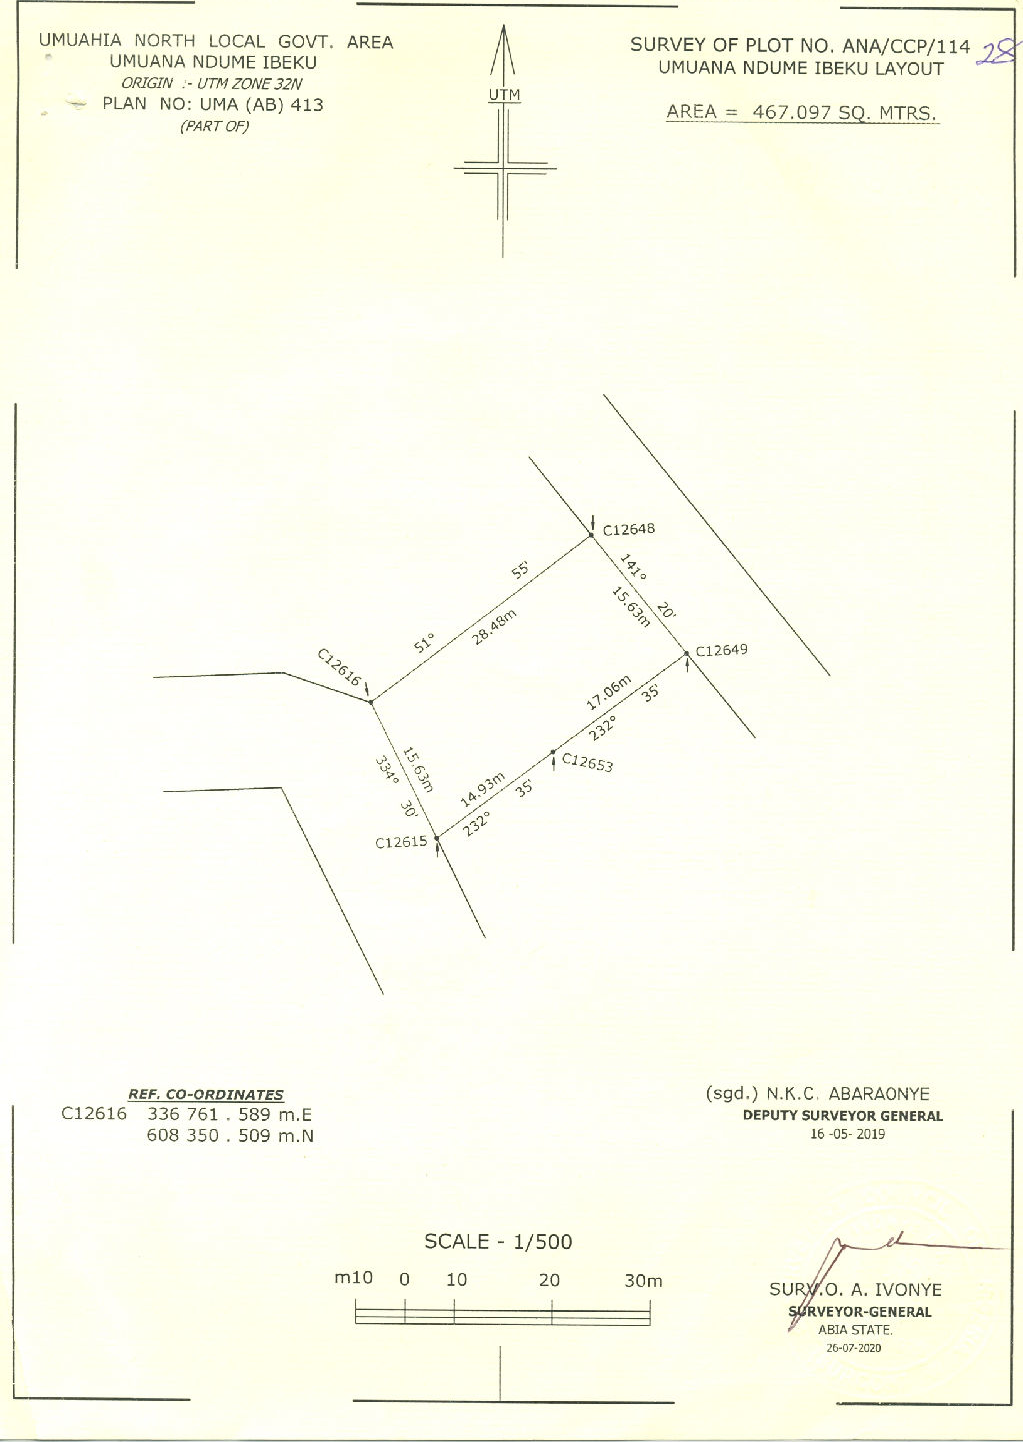 UMUAHIA NORTH LOCAL GOVT. AREA
UMUANA NDUME IBEKU
ORIGIN :- UTM ZONE 32N
PLAN NO: UMA (AB) 413
(PART OF)
UTM
SURVEY OF PLOT NO. ANA/CCP/114
28
UMUANA NDUME IBEKU LAYOUT
AREA = 467.097 SQ. MTRS.
C12648
55'
141°
20'
15.63m
51°
28.48m
C12649
C12616
17.06m
232°
35'
C12653
15.63m
334°
30'
14.93m
232°
35'
C12615
REF. CO-ORDINATES
C12616 336 761 . 589 m.E
608 350 . 509 m.N
(sgd.) N.K.C. ABARAONYE
DEPUTY SURVEYOR GENERAL
16 -05- 2019
SCALE - 1/500
m10 0 10 20 30m
SURV.O. A. IVONYE
SURVEYOR-GENERAL
ABIA STATE.
26-07-2020